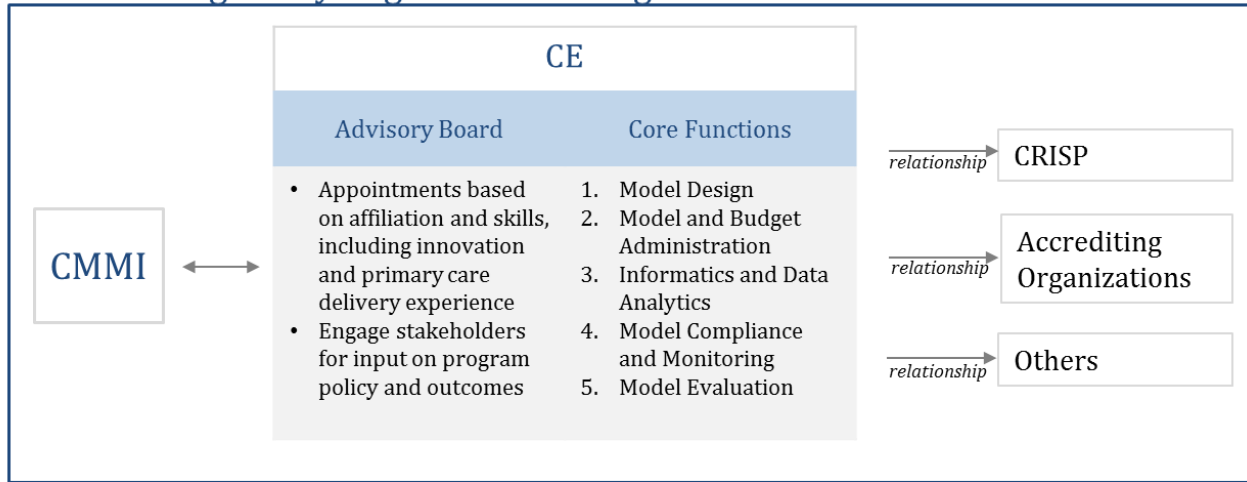 CE
Advisory Board
Core Functions
CMMI
• Appointments based
on affiliation and skills,
including innovation
and primary care
delivery experience
• Engage stakeholders
for input on program
policy and outcomes
1. Model Design
2. Model and Budget
Administration
3. Informatics and Data
Analytics
4. Model Compliance
and Monitoring
5. Model Evaluation
relationship
CRISP
relationship
Accrediting
Organizations
relationship
Others